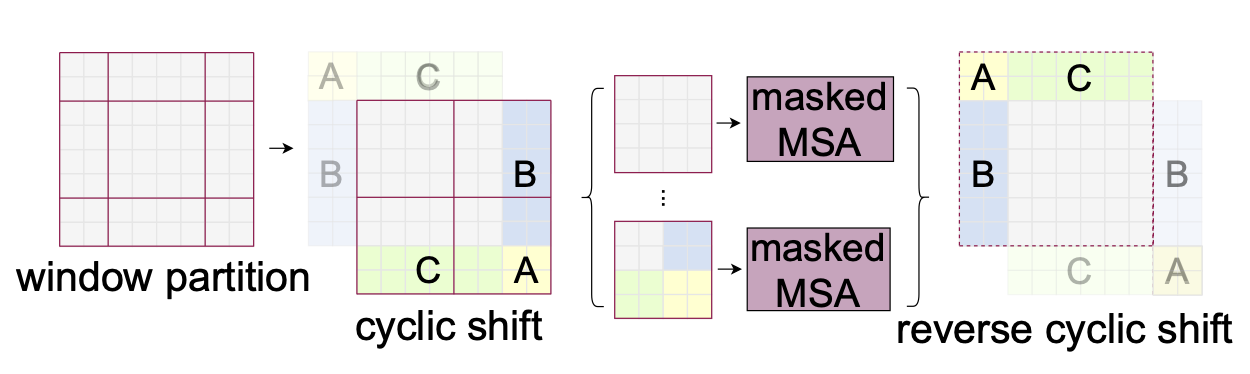 A C
B B
C A
window partition
cyclic shift
masked
MSA
⋮
masked
MSA
A C
B B
C A
reverse cyclic shift